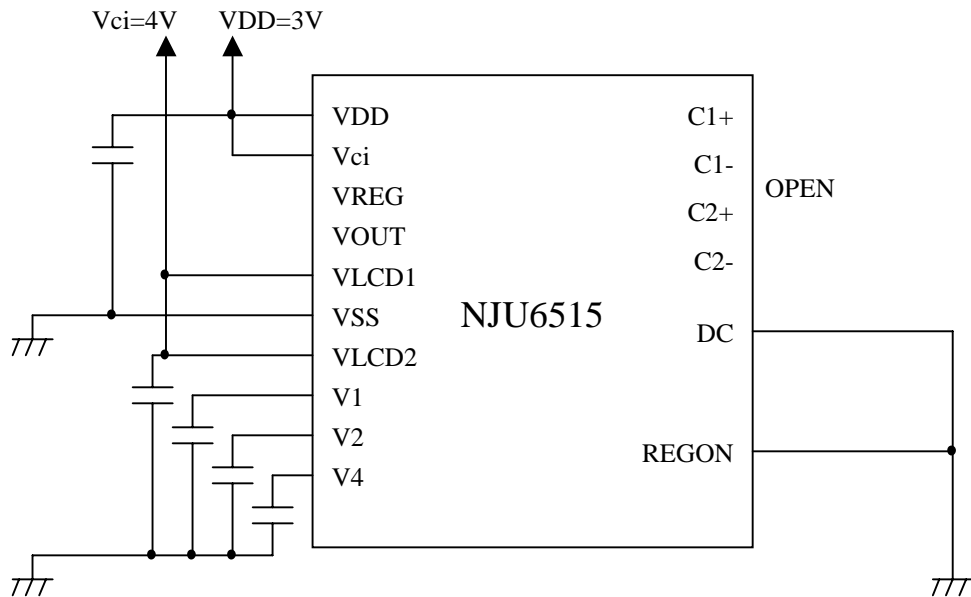 Vci=4V
VDD=3V
VDD
Vci
VREG
VOUT
VLCD1
VSS
VLCD2
V1
V2
V4
NJU6515
C1+
C1-
C2+
C2-
OPEN
DC
REGON